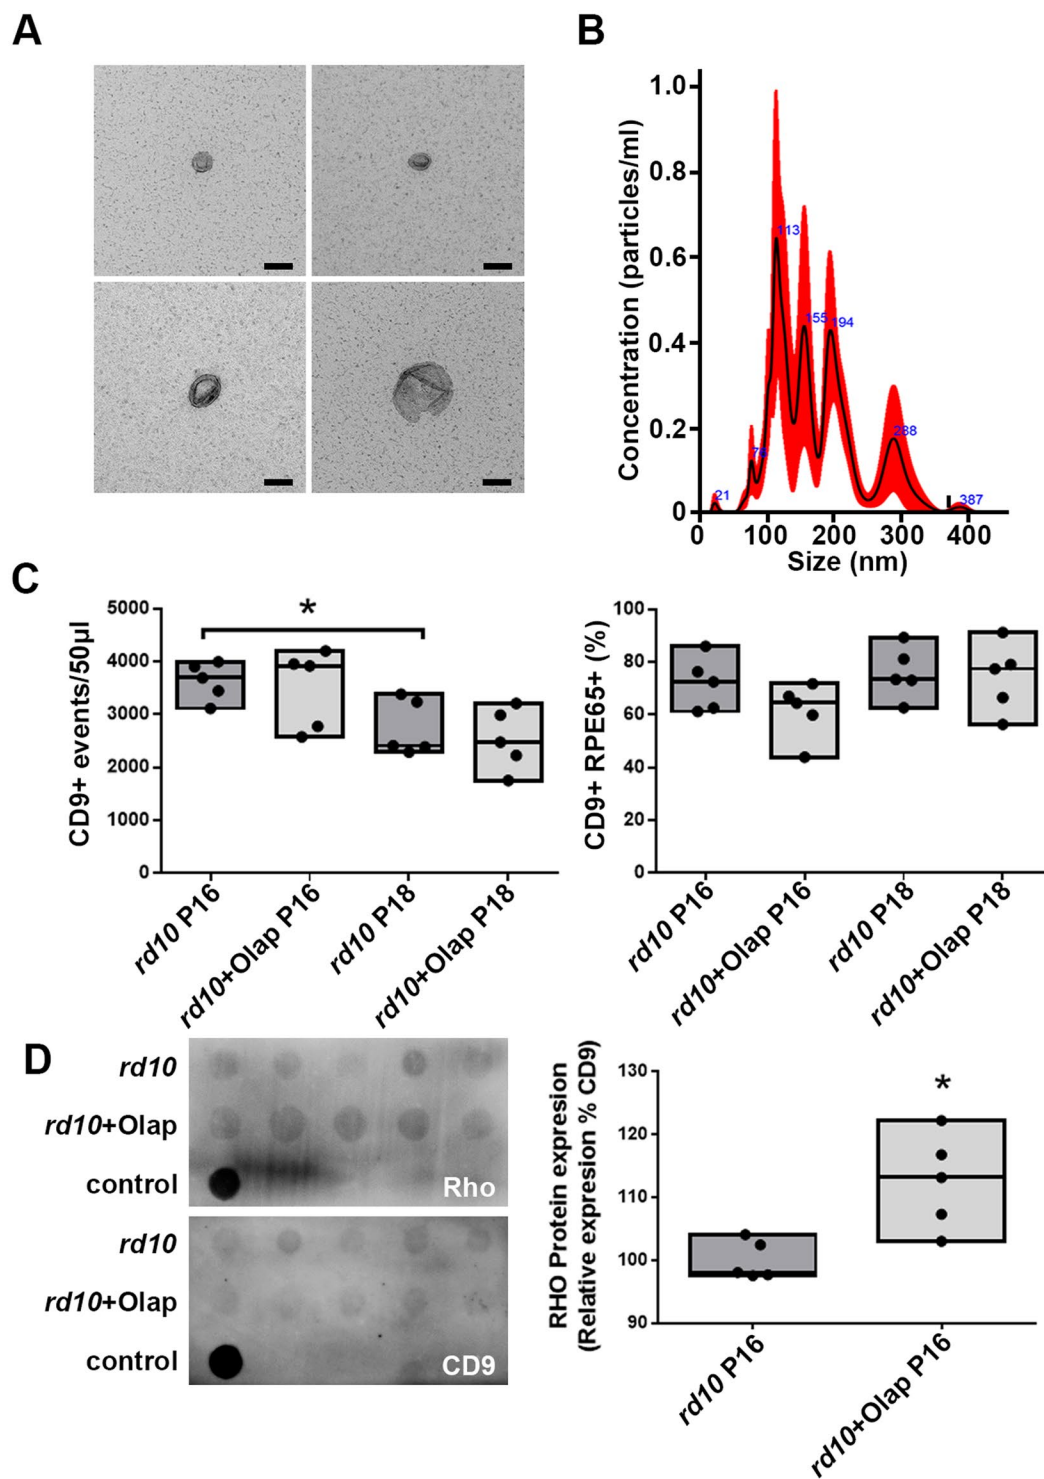 A
B
Concentration (particles/ml)
1.0
0.8
0.6
0.4
0.2
0
113
155
194
288
21
387
0 100 200 300 400
Size (nm)
C
CD9+ events/50µl
5000
4000
3000
2000
1000
0
*
rd10 P16
rd10+Olap P16
rd10 P18
rd10+Olap P18
CD9+ RPE65+ (%)
100
80
60
40
20
0
rd10 P16
rd10+Olap P16
rd10 P18
rd10+Olap P18
D
rd10
rd10+Olap
control
Rho
rd10
rd10+Olap
control
CD9
RHO Protein expresion
(Relative expresion % CD9)
130
120
110
100
90
*
rd10 P16
rd10+Olap P16